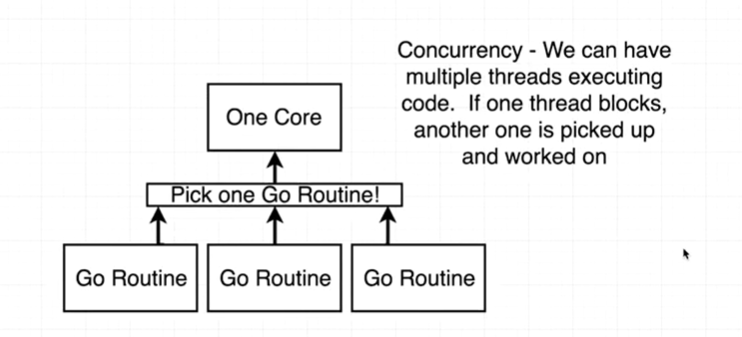 Concurrency - We can have
multiple threads executing
code. If one thread blocks,
another one is picked up
and worked on
One Core
Pick one Go Routine!
Go Routine
Go Routine
Go Routine